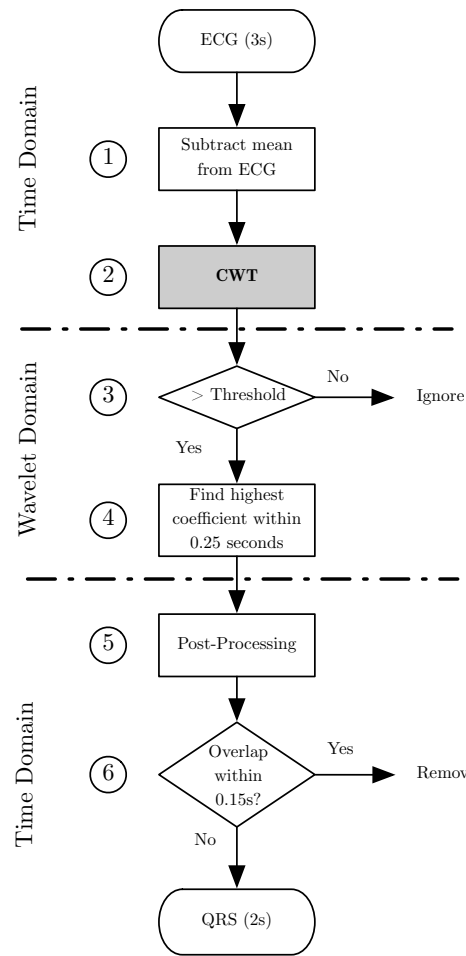 ECG (3s)
Time Domain
1
Subtract mean
from ECG
2
CWT
Wavelet Domain
3
> Threshold
No
Ignore
Yes
4
Find highest
coefficient within
0.25 seconds
5
Post-Processing
Time Domain
6
Overlap
within
0.15s?
Yes
Remov
No
QRS (2s)